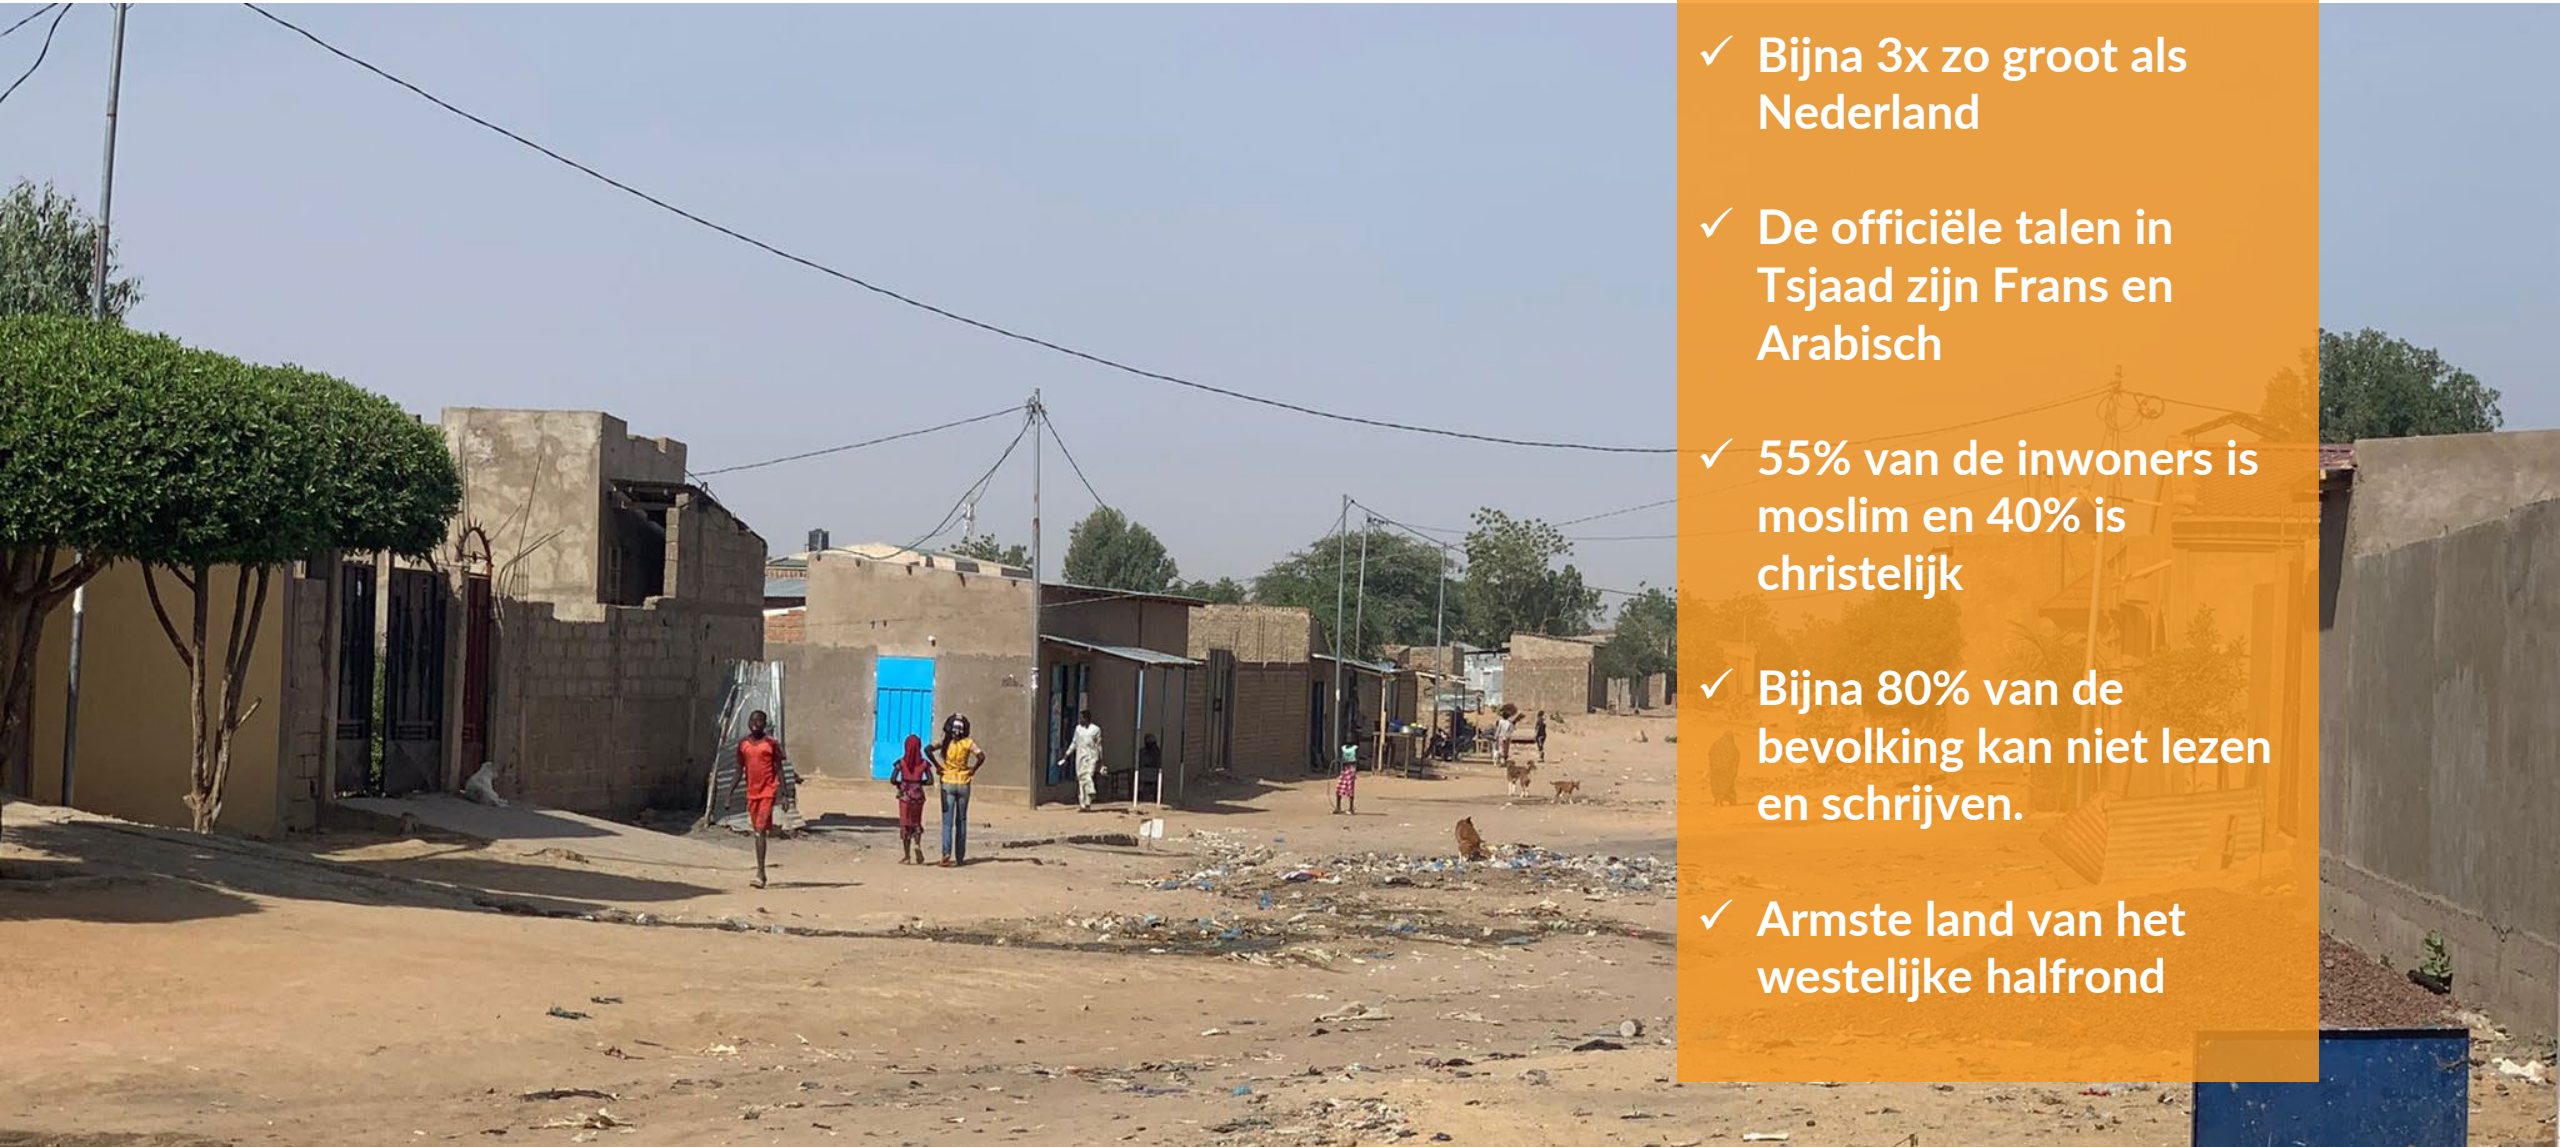 ✓ Bijna 3x zo groot als
Nederland
✓ De officiële talen in
Tsjaad zijn Frans en
Arabisch
✓ 55% van de inwoners is
moslim en 40% is
christelijk
✓ Bijna 80% van de
bevolking kan niet lezen
en schrijven.
✓ Armste land van het
westelijke halfrond